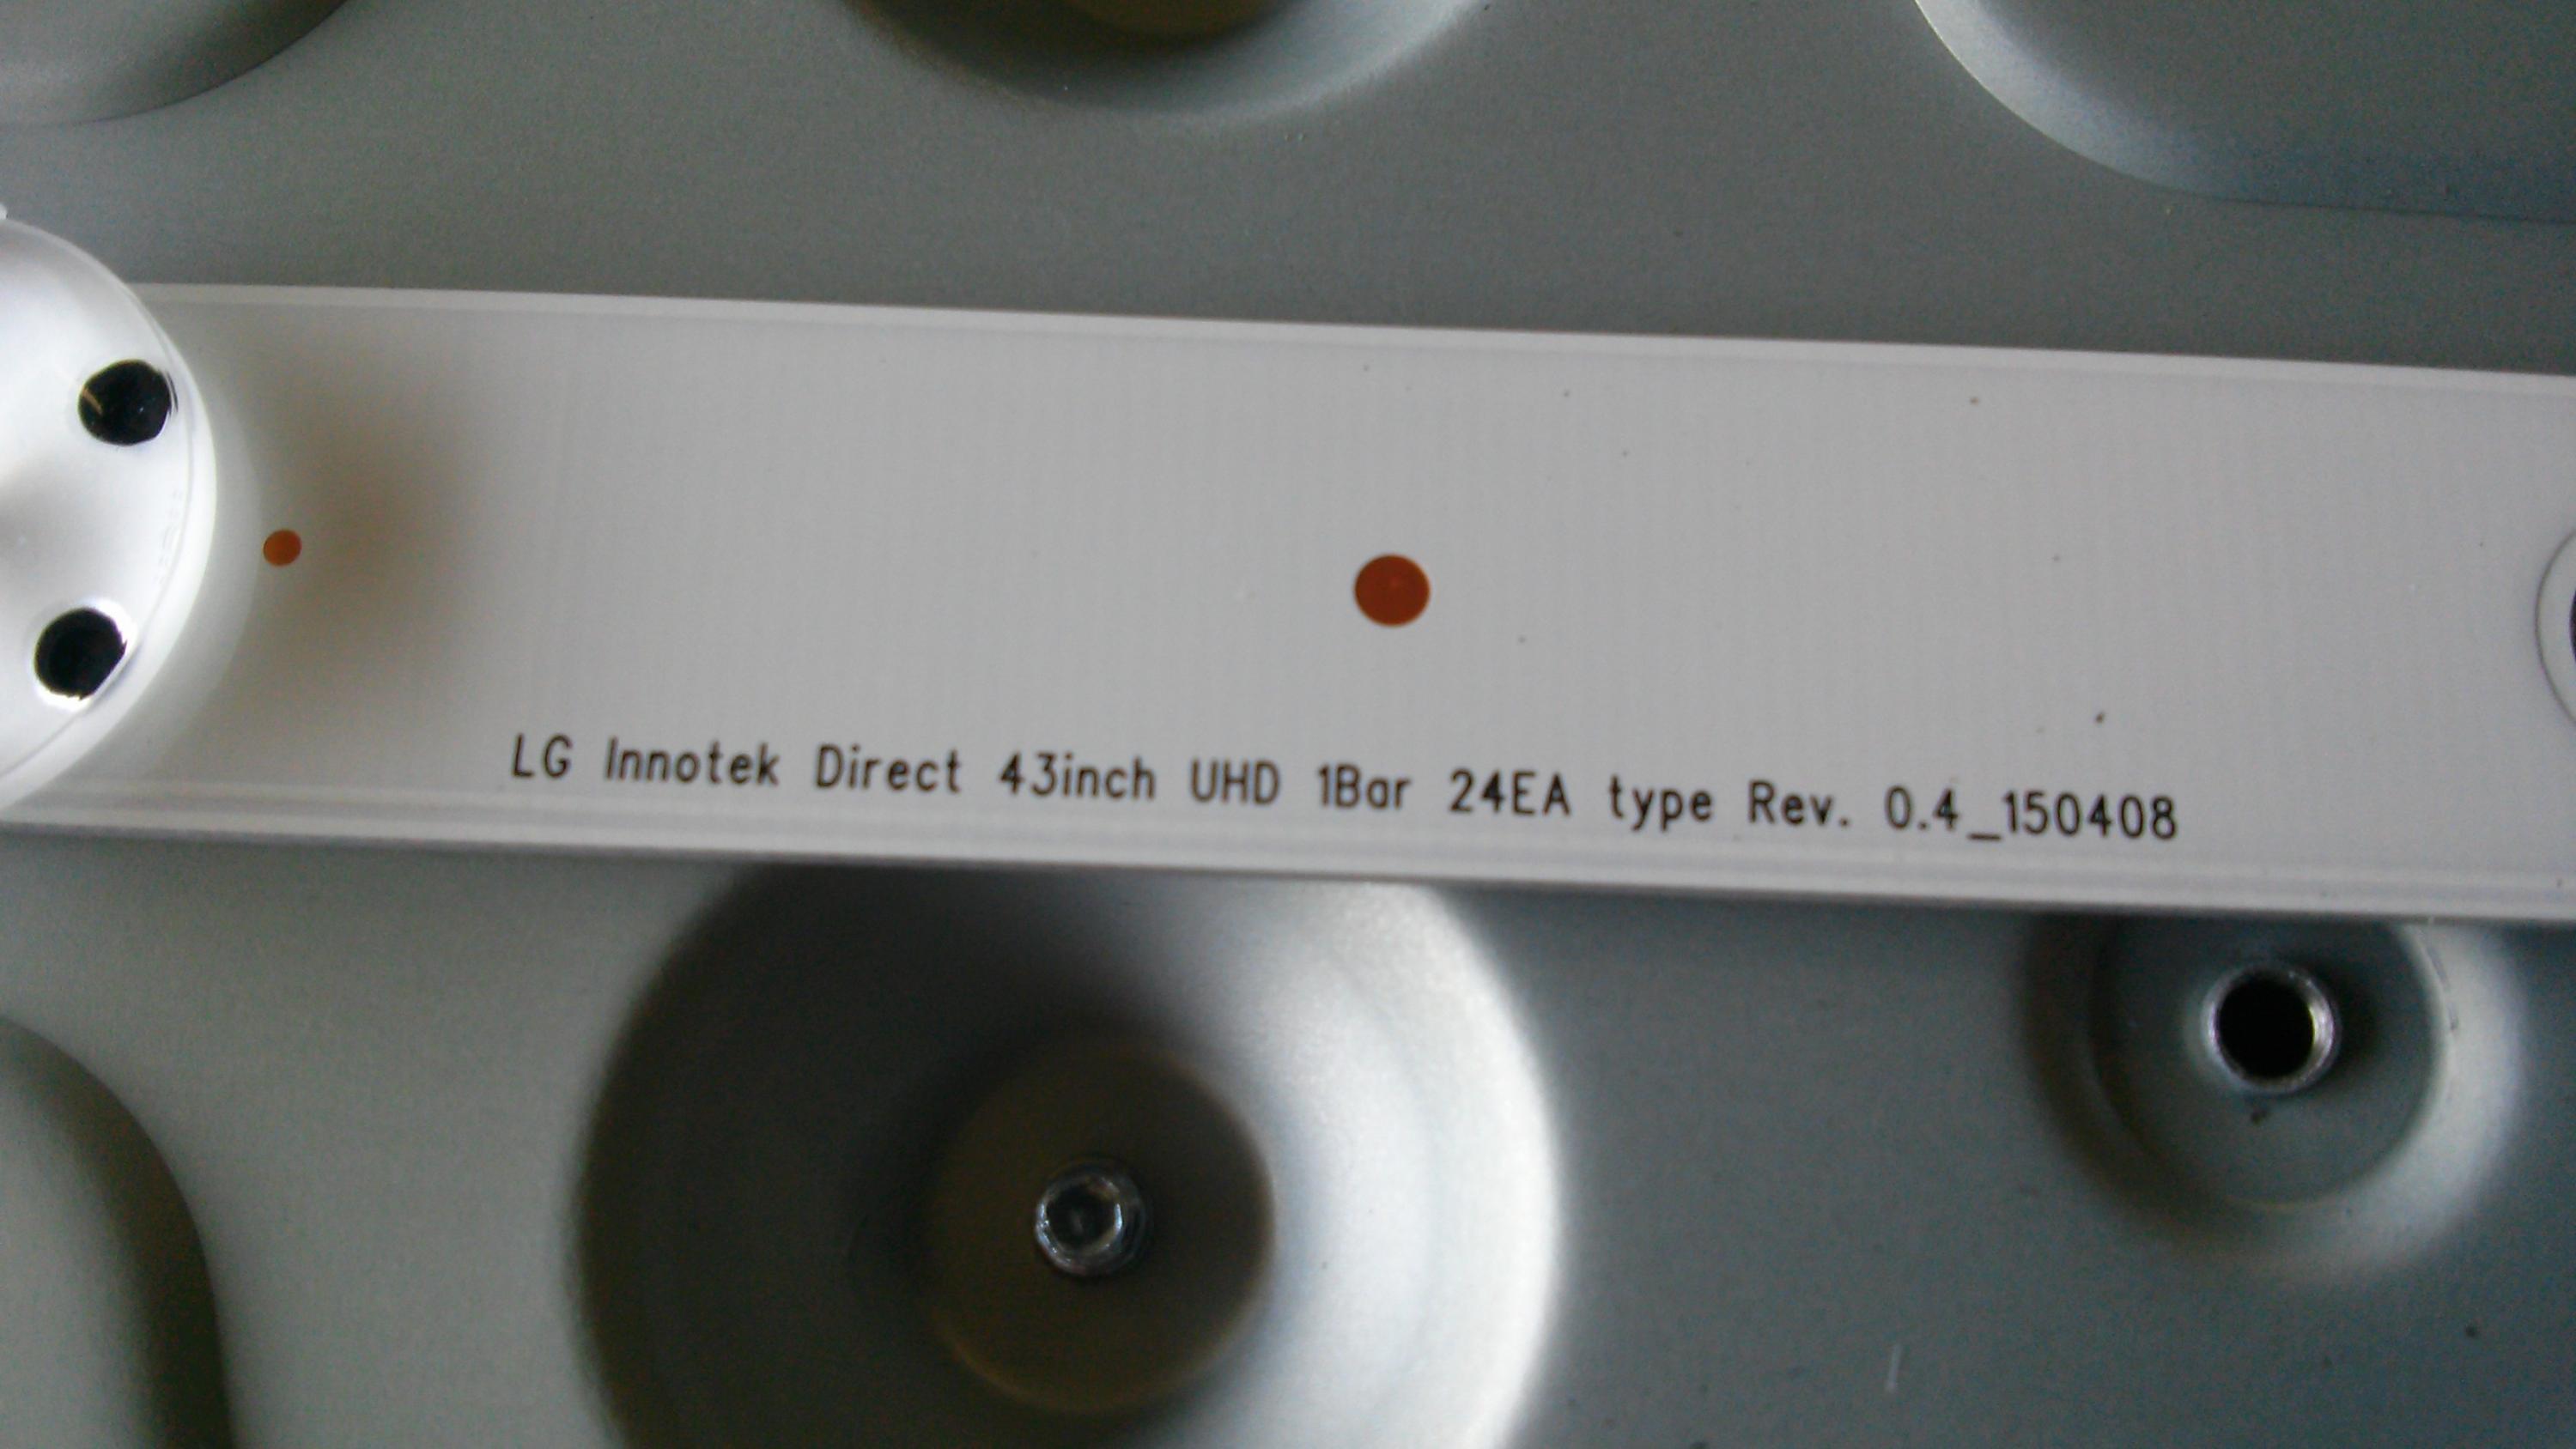 LG Innotek Direct 43inch UHD 1Bar 24EA type Rev. 0.4_150408